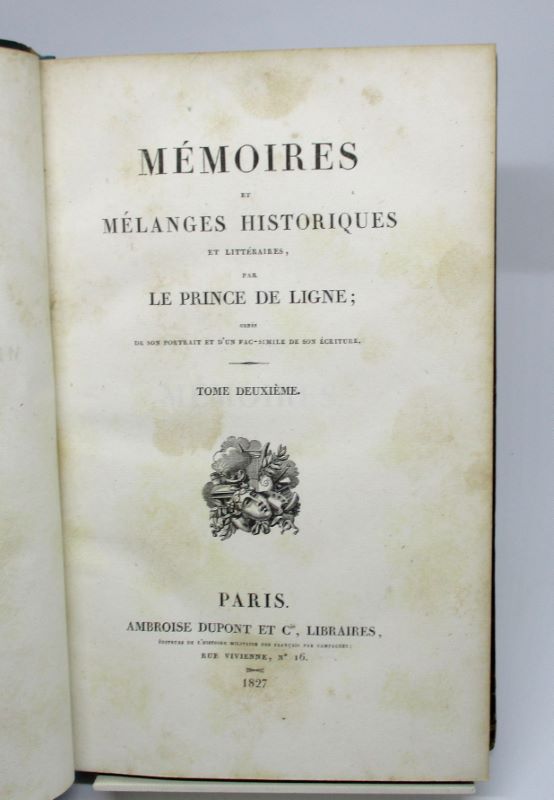 MÉMOIRES
ET
MÉLANGES HISTORIQUES
ET LITTÉRAIRES,
PAR
LE PRINCE DE LIGNE;
ORNÉS
DE SON PORTRAIT ET D'UN FAC-SIMILE DE SON ÉCRITURE.
TOME DEUXIÈME.
PARIS.
AMBROISE DUPONT ET Cie, LIBRAIRES,
ÉDITEURS DE L'HISTOIRE MILITAIRE DES FRANÇAIS PAR CAMPAGNES;
RUE VIVIENNE, No 16.
1827